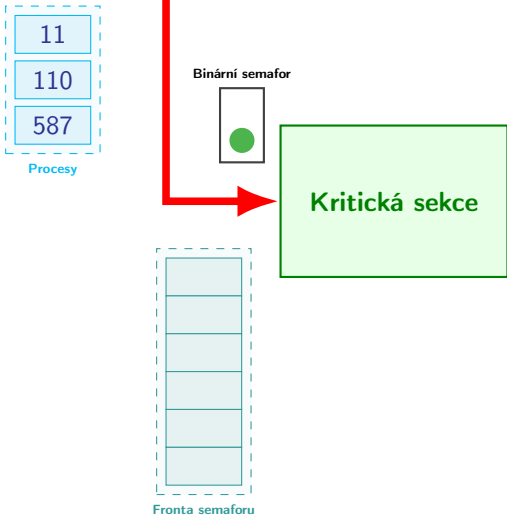 11
110
587
Procesy
Binární semafor
Kritická sekce
Fronta semaforu